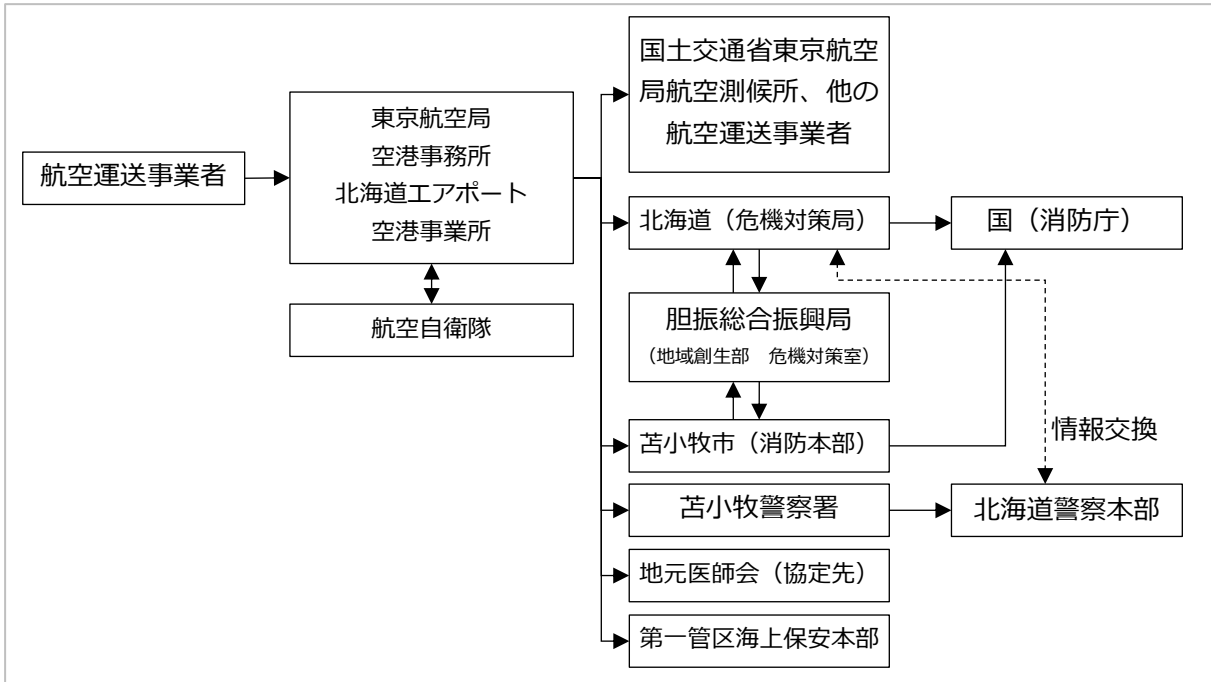 航空運送事業者
東京航空局
空港事務所
北海道エアポート
空港事業所
航空自衛隊
国土交通省東京航空
局航空測候所、他の
航空運送事業者
北海道（危機対策局）
国（消防庁）
胆振総合振興局
（地域創生部　危機対策室）
苫小牧市（消防本部）
情報交換
苫小牧警察署
北海道警察本部
地元医師会（協定先）
第一管区海上保安本部